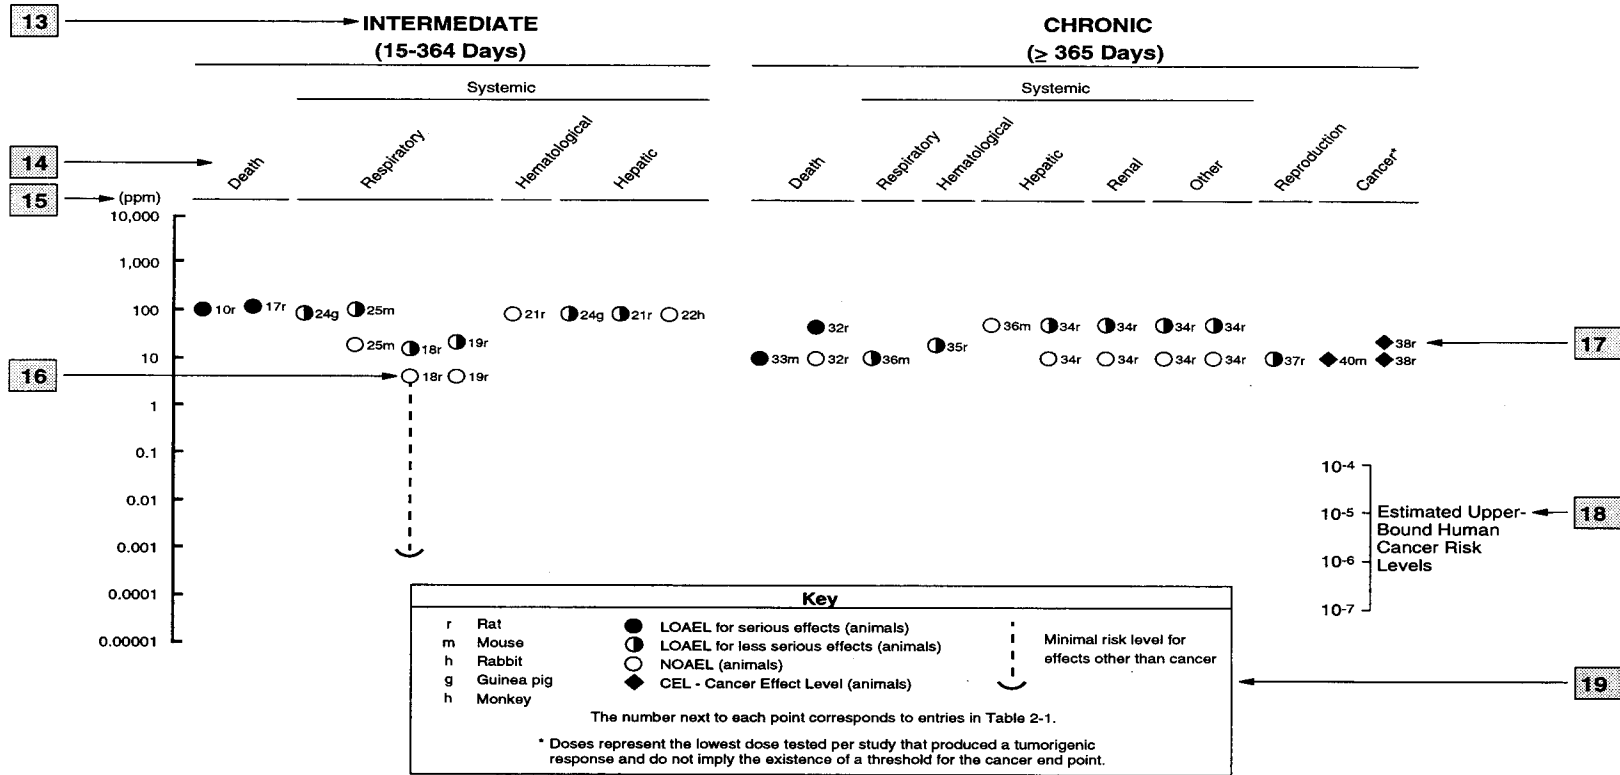 13
INTERMEDIATE
(15-364 Days)
CHRONIC
(≥ 365 Days)
Systemic
Systemic
14
Death
Respiratory
Hematological
Hepatic
Death
Respiratory
Hematological
Hepatic
Renal
Other
Reproduction
Cancer*
15
(ppm)
10,000
1,000
100
10
1
0.1
0.01
0.001
0.0001
0.00001
10r 17r 24g 25m 21r 24g 21r 22h
25m 18r 19r
16
18r 19r
32r 36m 34r 34r 34r 34r
35r 38r
17
33m 32r 36m 34r 34r 34r 34r 37r 40m 38r
10-4
10-5
10-6
10-7
Estimated Upper-
Bound Human
Cancer Risk
Levels
18
Key
r Rat
m Mouse
h Rabbit
g Guinea pig
h Monkey
LOAEL for serious effects (animals)
LOAEL for less serious effects (animals)
NOAEL (animals)
CEL - Cancer Effect Level (animals)
Minimal risk level for
effects other than cancer
19
The number next to each point corresponds to entries in Table 2-1.
* Doses represent the lowest dose tested per study that produced a tumorigenic
response and do not imply the existence of a threshold for the cancer end point.